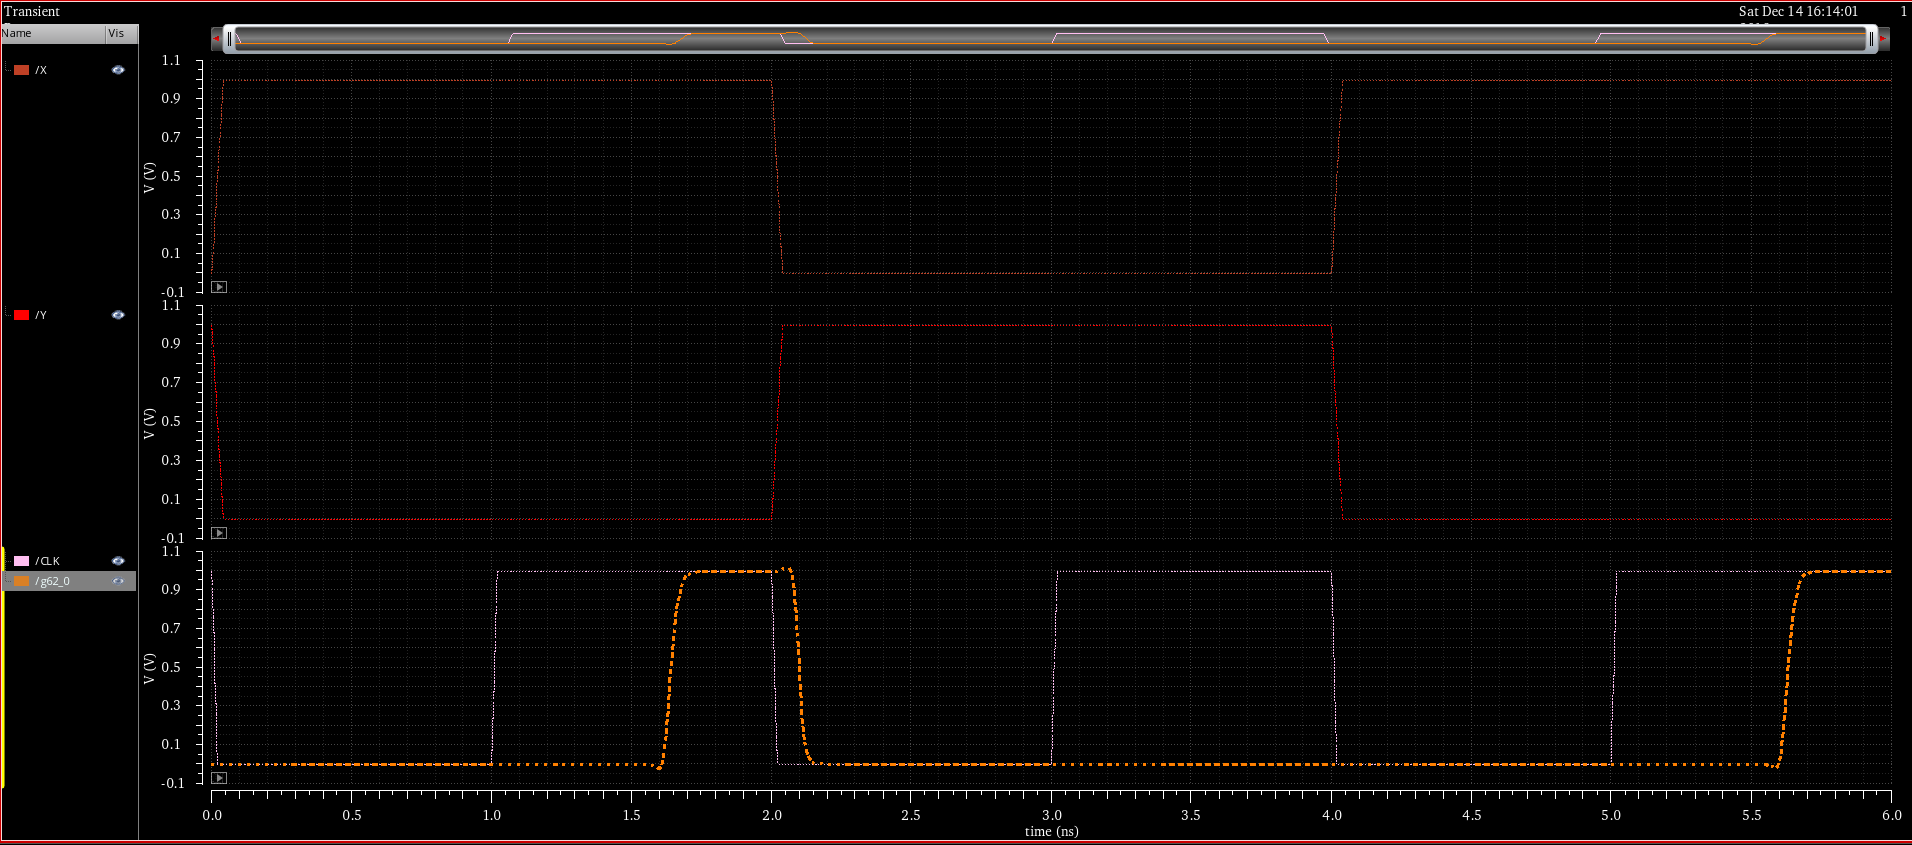 Transient
Sat Dec 14 16:14:01
1
Name Vis
/X
1.1
0.9
0.7
0.5
0.3
0.1
-0.1
V (V)
/Y
1.1
0.9
0.7
0.5
0.3
0.1
-0.1
V (V)
/CLK
/g62_0
1.1
0.9
0.7
0.5
0.3
0.1
-0.1
V (V)
0.0 0.5 1.0 1.5 2.0 2.5 3.0 3.5 4.0 4.5 5.0 5.5 6.0
time (ns)